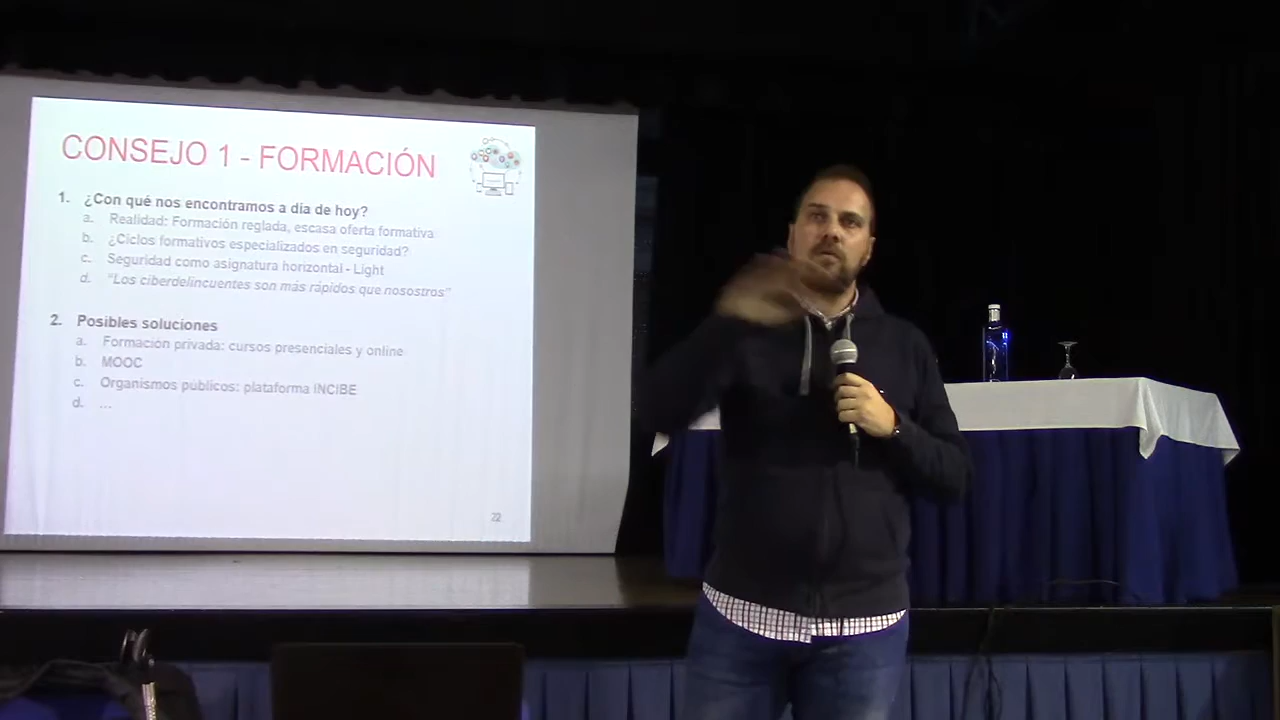 CONSEJO 1 - FORMACIÓN
1. ¿Con qué nos encontramos a día de hoy?
a. Realidad: Formación reglada, escasa oferta formativa
b. ¿Ciclos formativos especializados en seguridad?
c. Seguridad como asignatura horizontal - Light
d. "Los ciberdelincuentes son más rápidos que nosostros"
2. Posibles soluciones
a. Formación privada: cursos presenciales y online
b. MOOC
c. Organismos públicos: plataforma INCIBE
d. ...
22